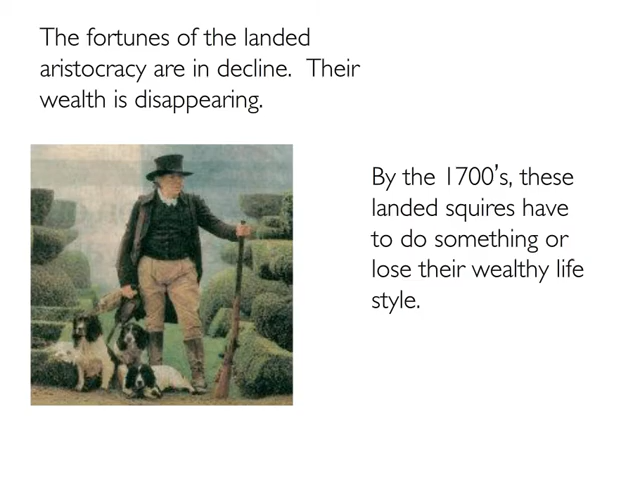 The fortunes of the landed
aristocracy are in decline.  Their
wealth is disappearing.
By the 1700's, these
landed squires have
to do something or
lose their wealthy life
style.